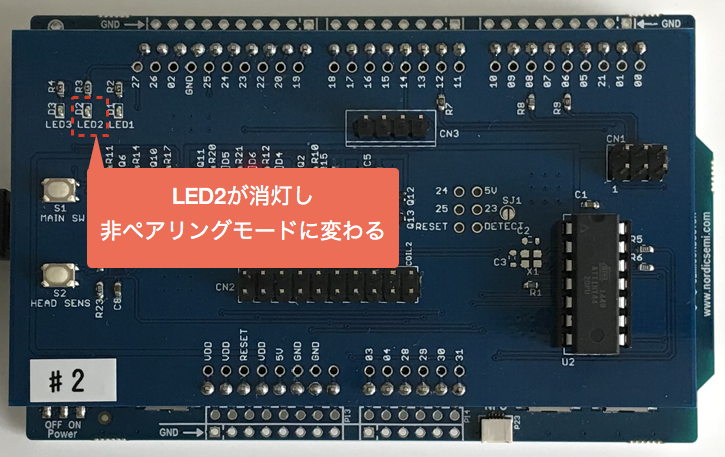 GND
GND
27 26 02 GND 25 24 23 22 20 19
18 17 16 15 14 13 12 11
10 09 08 07 06 05 21 01 00
R4 R3 R2
D3 D2 D1
LED3 LED2 LED1
R7
R8 R9
CN3
CN1
1
LED2が消灯し
非ペアリングモードに変わる
R11 Q6 R14 Q10 R17 Q11 R20 D5 R21 D6 R12 D4 Q2 R10
C5
Q12
Q13
S1
MAIN SW
24 5V
25 23
RESET DETECT
SJ1
C1
C2
C3
X1
R1
R5
R6
U2
S2
HEAD SENS
R23 C8
CN2
COIL2
www.nordicsemi.com
VDD VDD RESET VDD 5V GND GND
03 04 28 29 30 31
#2
OFF ON
Power
GND
P13
P14
P23